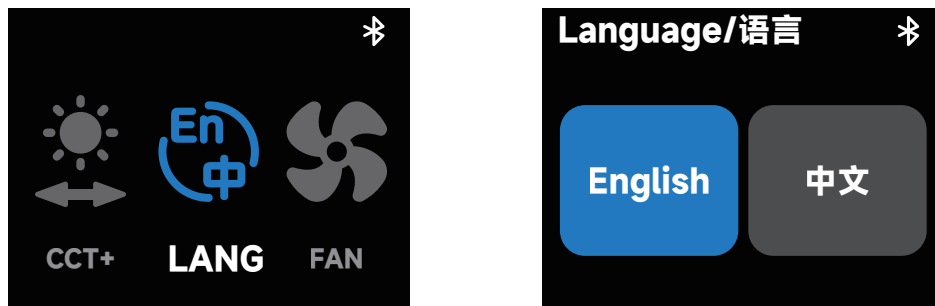 En
中
CCT+ LANG FAN
Language/语言
English 中文